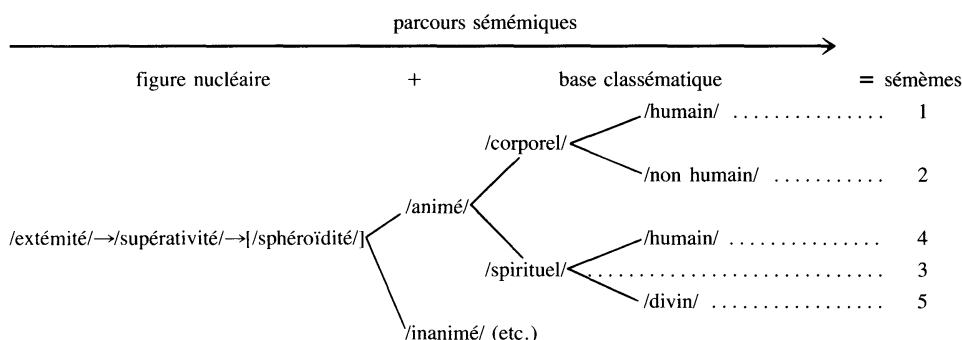 parcours sémémiques
figure nucléaire + base classématique = sémèmes
/humain/ ............... 1
/corporel/
/non humain/ ........... 2
/animé/
/extémité/→/supérativité/→[/sphéroïdité/] /humain/ ............... 4
/spirituel/ .............................. 3
/divin/ .................. 5
/inanimé/ (etc.)